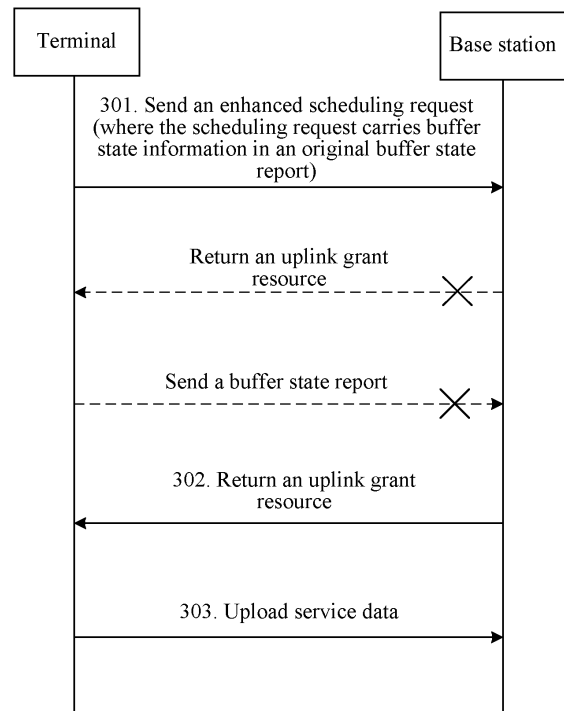 Terminal
Base station
301. Send an enhanced scheduling request
(where the scheduling request carries buffer
state information in an original buffer state
report)
Return an uplink grant
resource
Send a buffer state report
302. Return an uplink grant
resource
303. Upload service data